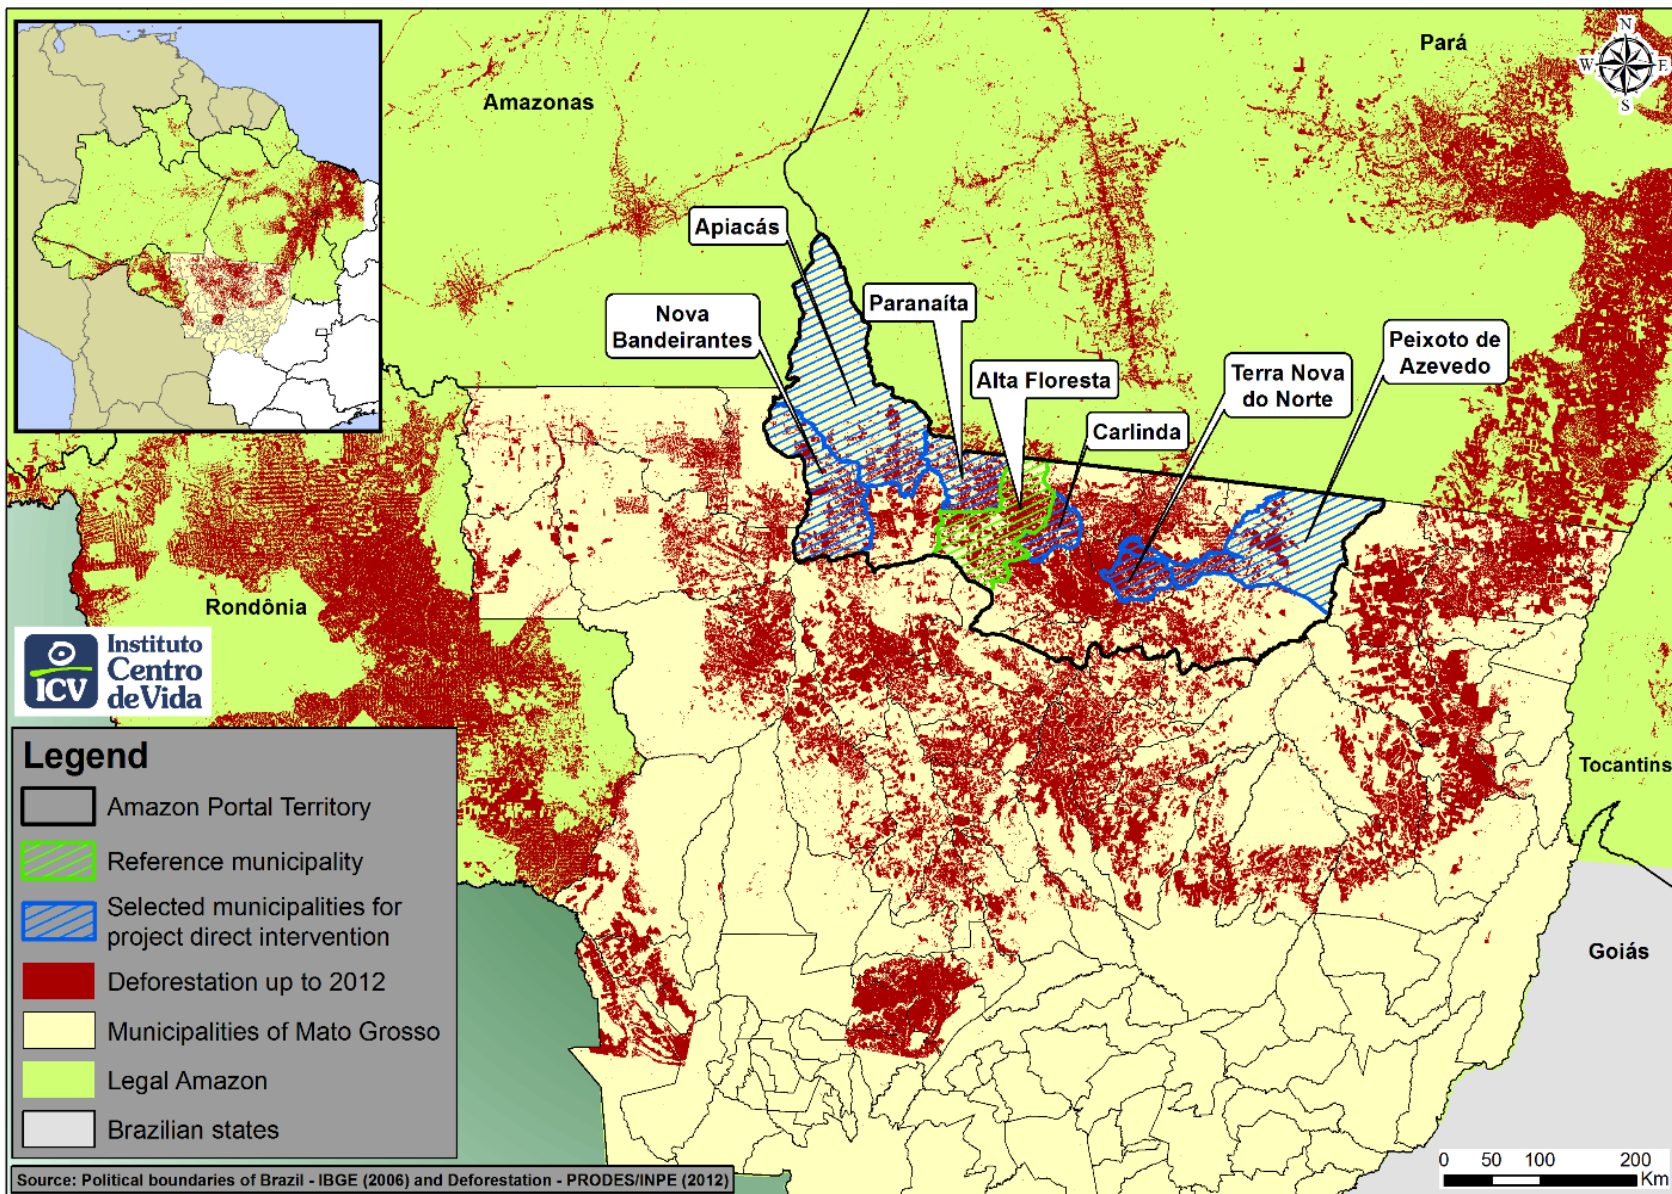 Pará
N
W
E
S
Amazonas
Apiacás
Paranaíta
Nova
Bandeirantes
Alta Floresta
Terra Nova
do Norte
Peixoto de
Azevedo
Carlinda
Rondônia
Tocantins
Goiás
ICV
Instituto
Centro
de Vida
Legend
Amazon Portal Territory
Reference municipality
Selected municipalities for
project direct intervention
Deforestation up to 2012
Municipalities of Mato Grosso
Legal Amazon
Brazilian states
0 50 100 200
Km
Source: Political boundaries of Brazil - IBGE (2006) and Deforestation - PRODES/INPE (2012)